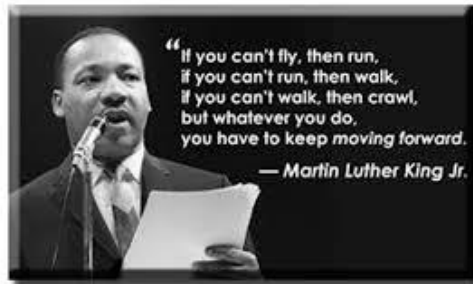 “If you can't fly, then run,
if you can't run, then walk,
if you can't walk, then crawl,
but whatever you do,
you have to keep moving forward.
— Martin Luther King Jr.